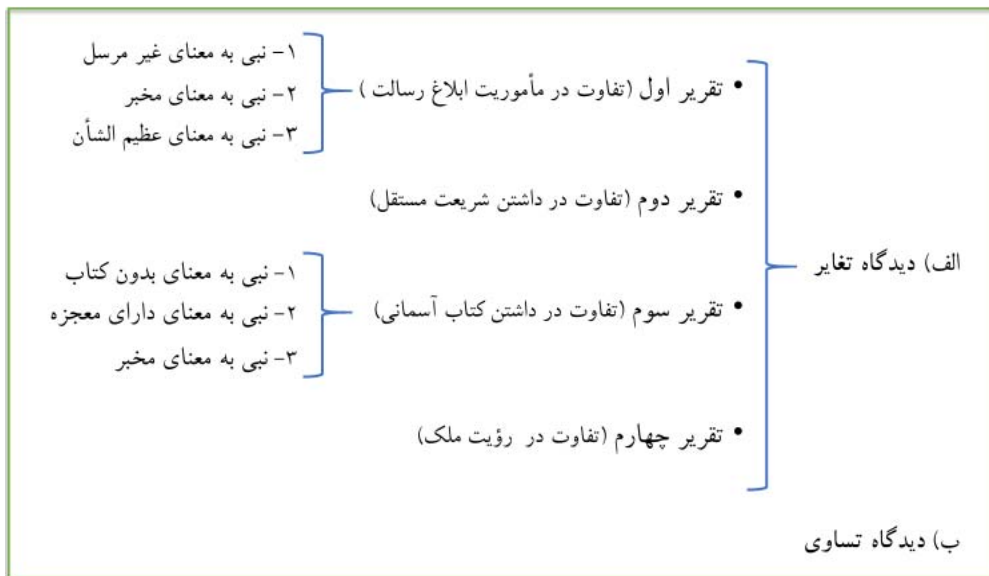 الف) دیدگاه تغایر
• تقریر اول (تفاوت در مأموریت ابلاغ رسالت )
۱- نبی به معنای غیر مرسل
۲- نبی به معنای مخبر
۳- نبی به معنای عظیم الشأن
• تقریر دوم (تفاوت در داشتن شریعت مستقل)
• تقریر سوم (تفاوت در داشتن کتاب آسمانی)
۱- نبی به معنای بدون کتاب
۲- نبی به معنای دارای معجزه
۳- نبی به معنای مخبر
• تقریر چهارم (تفاوت در رؤیت ملک)
ب) دیدگاه تساوی